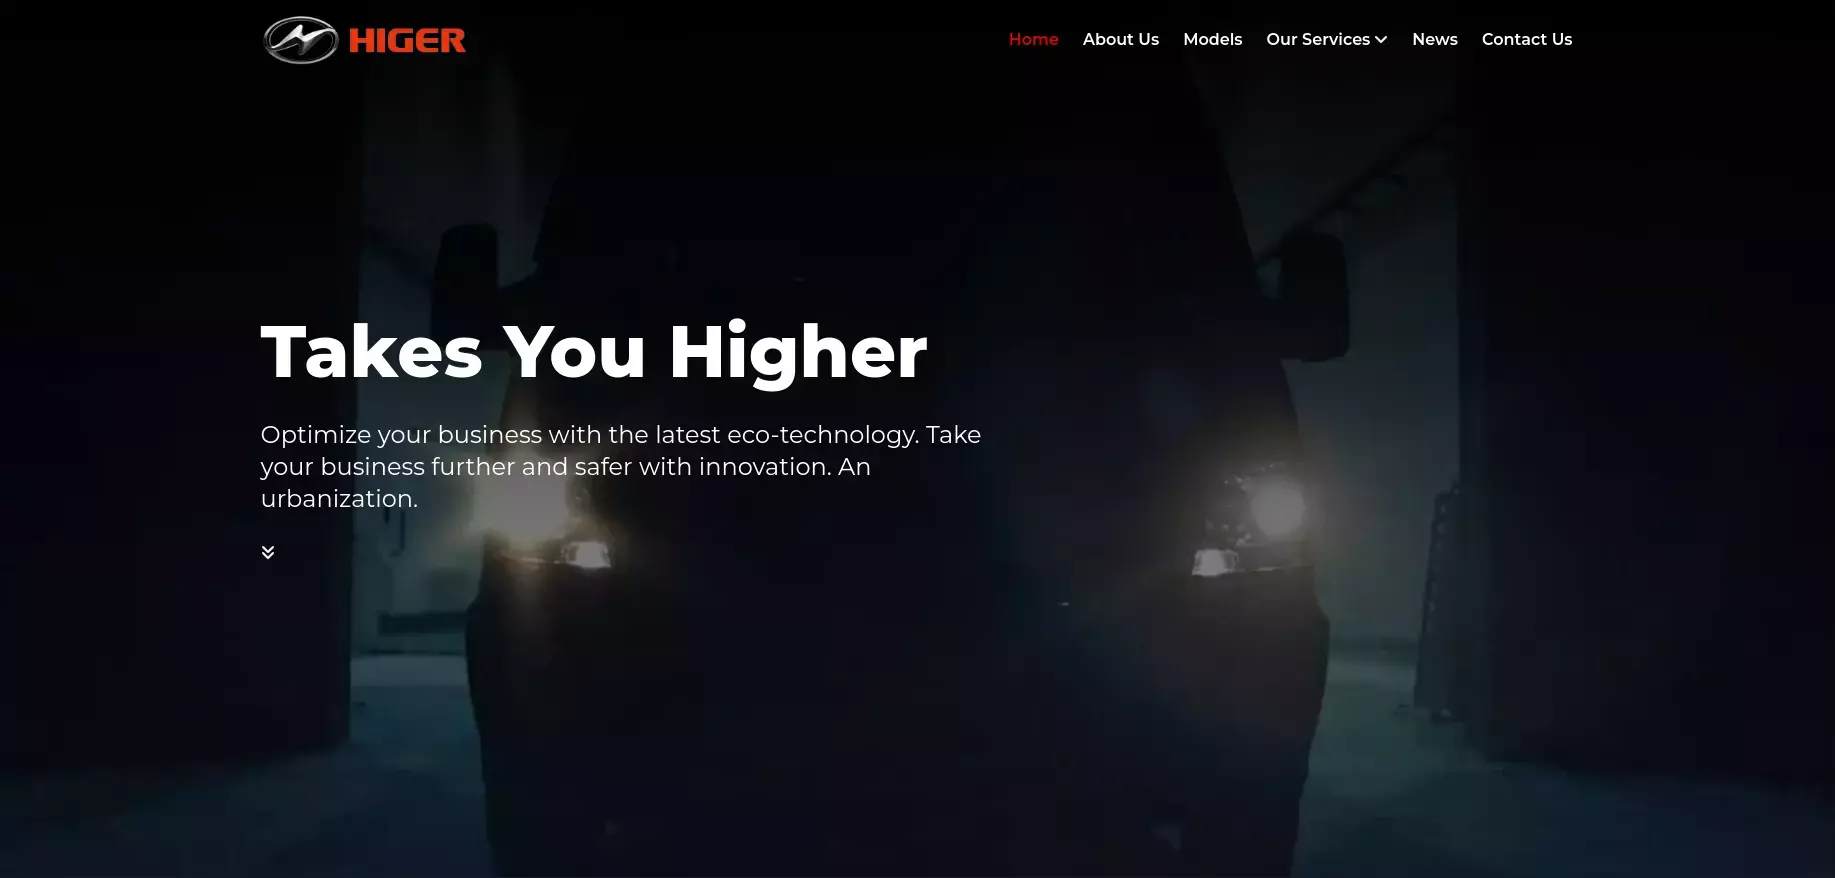 HIGER
Home
About Us
Models
Our Services
News
Contact Us
Takes You Higher
Optimize your business with the latest eco-technology. Take
your business further and safer with innovation. An
urbanization.